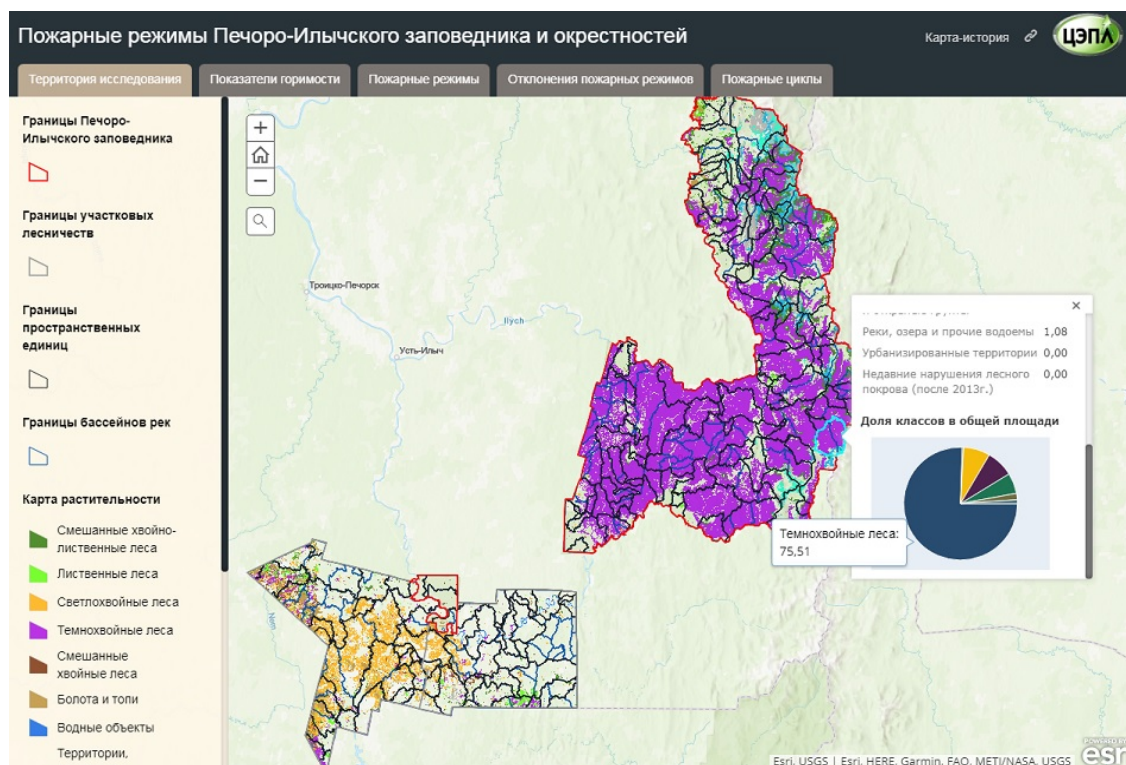 Пожарные режимы Печоро-Илычского заповедника и окрестностей
Карта-история
ЦЭПЛ
Территория исследования
Показатели горимости
Пожарные режимы
Отклонения пожарных режимов
Пожарные циклы
Границы Печоро-
Илычского заповедника
Границы участковых
лесничеств
Границы
пространственных
единиц
Границы бассейнов рек
Карта растительности
Смешанные хвойно-
лиственные леса
Лиственные леса
Светлохвойные леса
Темнохвойные леса
Смешанные
хвойные леса
Болота и топи
Водные объекты
Территории,
+
−
Троицко-Печорск
Ilych
Усть-Илыч
Nem
×
Реки, озера и прочие водоемы 1,08
Урбанизированные территории 0,00
Недавние нарушения лесного 0,00
покрова (после 2013г.)
Доля классов в общей площади
Темнохвойные леса:
75,51
POWERED BY
esri
Esri, USGS | Esri, HERE, Garmin, FAO, METI/NASA, USGS